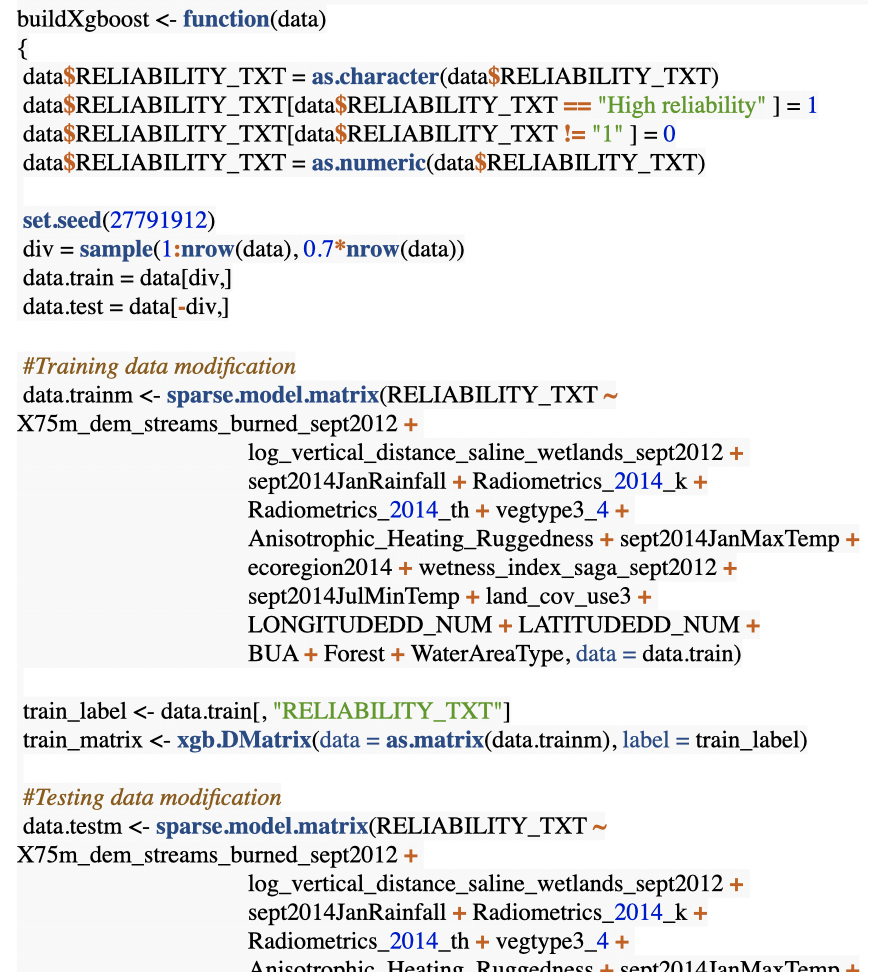 buildXgboost <- function(data)
{
data$RELIABILITY_TXT = as.character(data$RELIABILITY_TXT)
data$RELIABILITY_TXT[data$RELIABILITY_TXT == "High reliability" ] = 1
data$RELIABILITY_TXT[data$RELIABILITY_TXT != "1" ] = 0
data$RELIABILITY_TXT = as.numeric(data$RELIABILITY_TXT)
set.seed(27791912)
div = sample(1:nrow(data), 0.7*nrow(data))
data.train = data[div,]
data.test = data[-div,]
#Training data modification
data.trainm <- sparse.model.matrix(RELIABILITY_TXT ~
X75m_dem_streams_burned_sept2012 +
log_vertical_distance_saline_wetlands_sept2012 +
sept2014JanRainfall + Radiometrics_2014_k +
Radiometrics_2014_th + vegtype3_4 +
Anisotrophic_Heating_Ruggedness + sept2014JanMaxTemp +
ecoregion2014 + wetness_index_saga_sept2012 +
sept2014JulMinTemp + land_cov_use3 +
LONGITUDEDD_NUM + LATITUDEDD_NUM +
BUA + Forest + WaterAreaType, data = data.train)
train_label <- data.train[, "RELIABILITY_TXT"]
train_matrix <- xgb.DMatrix(data = as.matrix(data.trainm), label = train_label)
#Testing data modification
data.testm <- sparse.model.matrix(RELIABILITY_TXT ~
X75m_dem_streams_burned_sept2012 +
log_vertical_distance_saline_wetlands_sept2012 +
sept2014JanRainfall + Radiometrics_2014_k +
Radiometrics_2014_th + vegtype3_4 +
Anisotrophic_Heating_Ruggedness + sept2014JanMaxTemp +